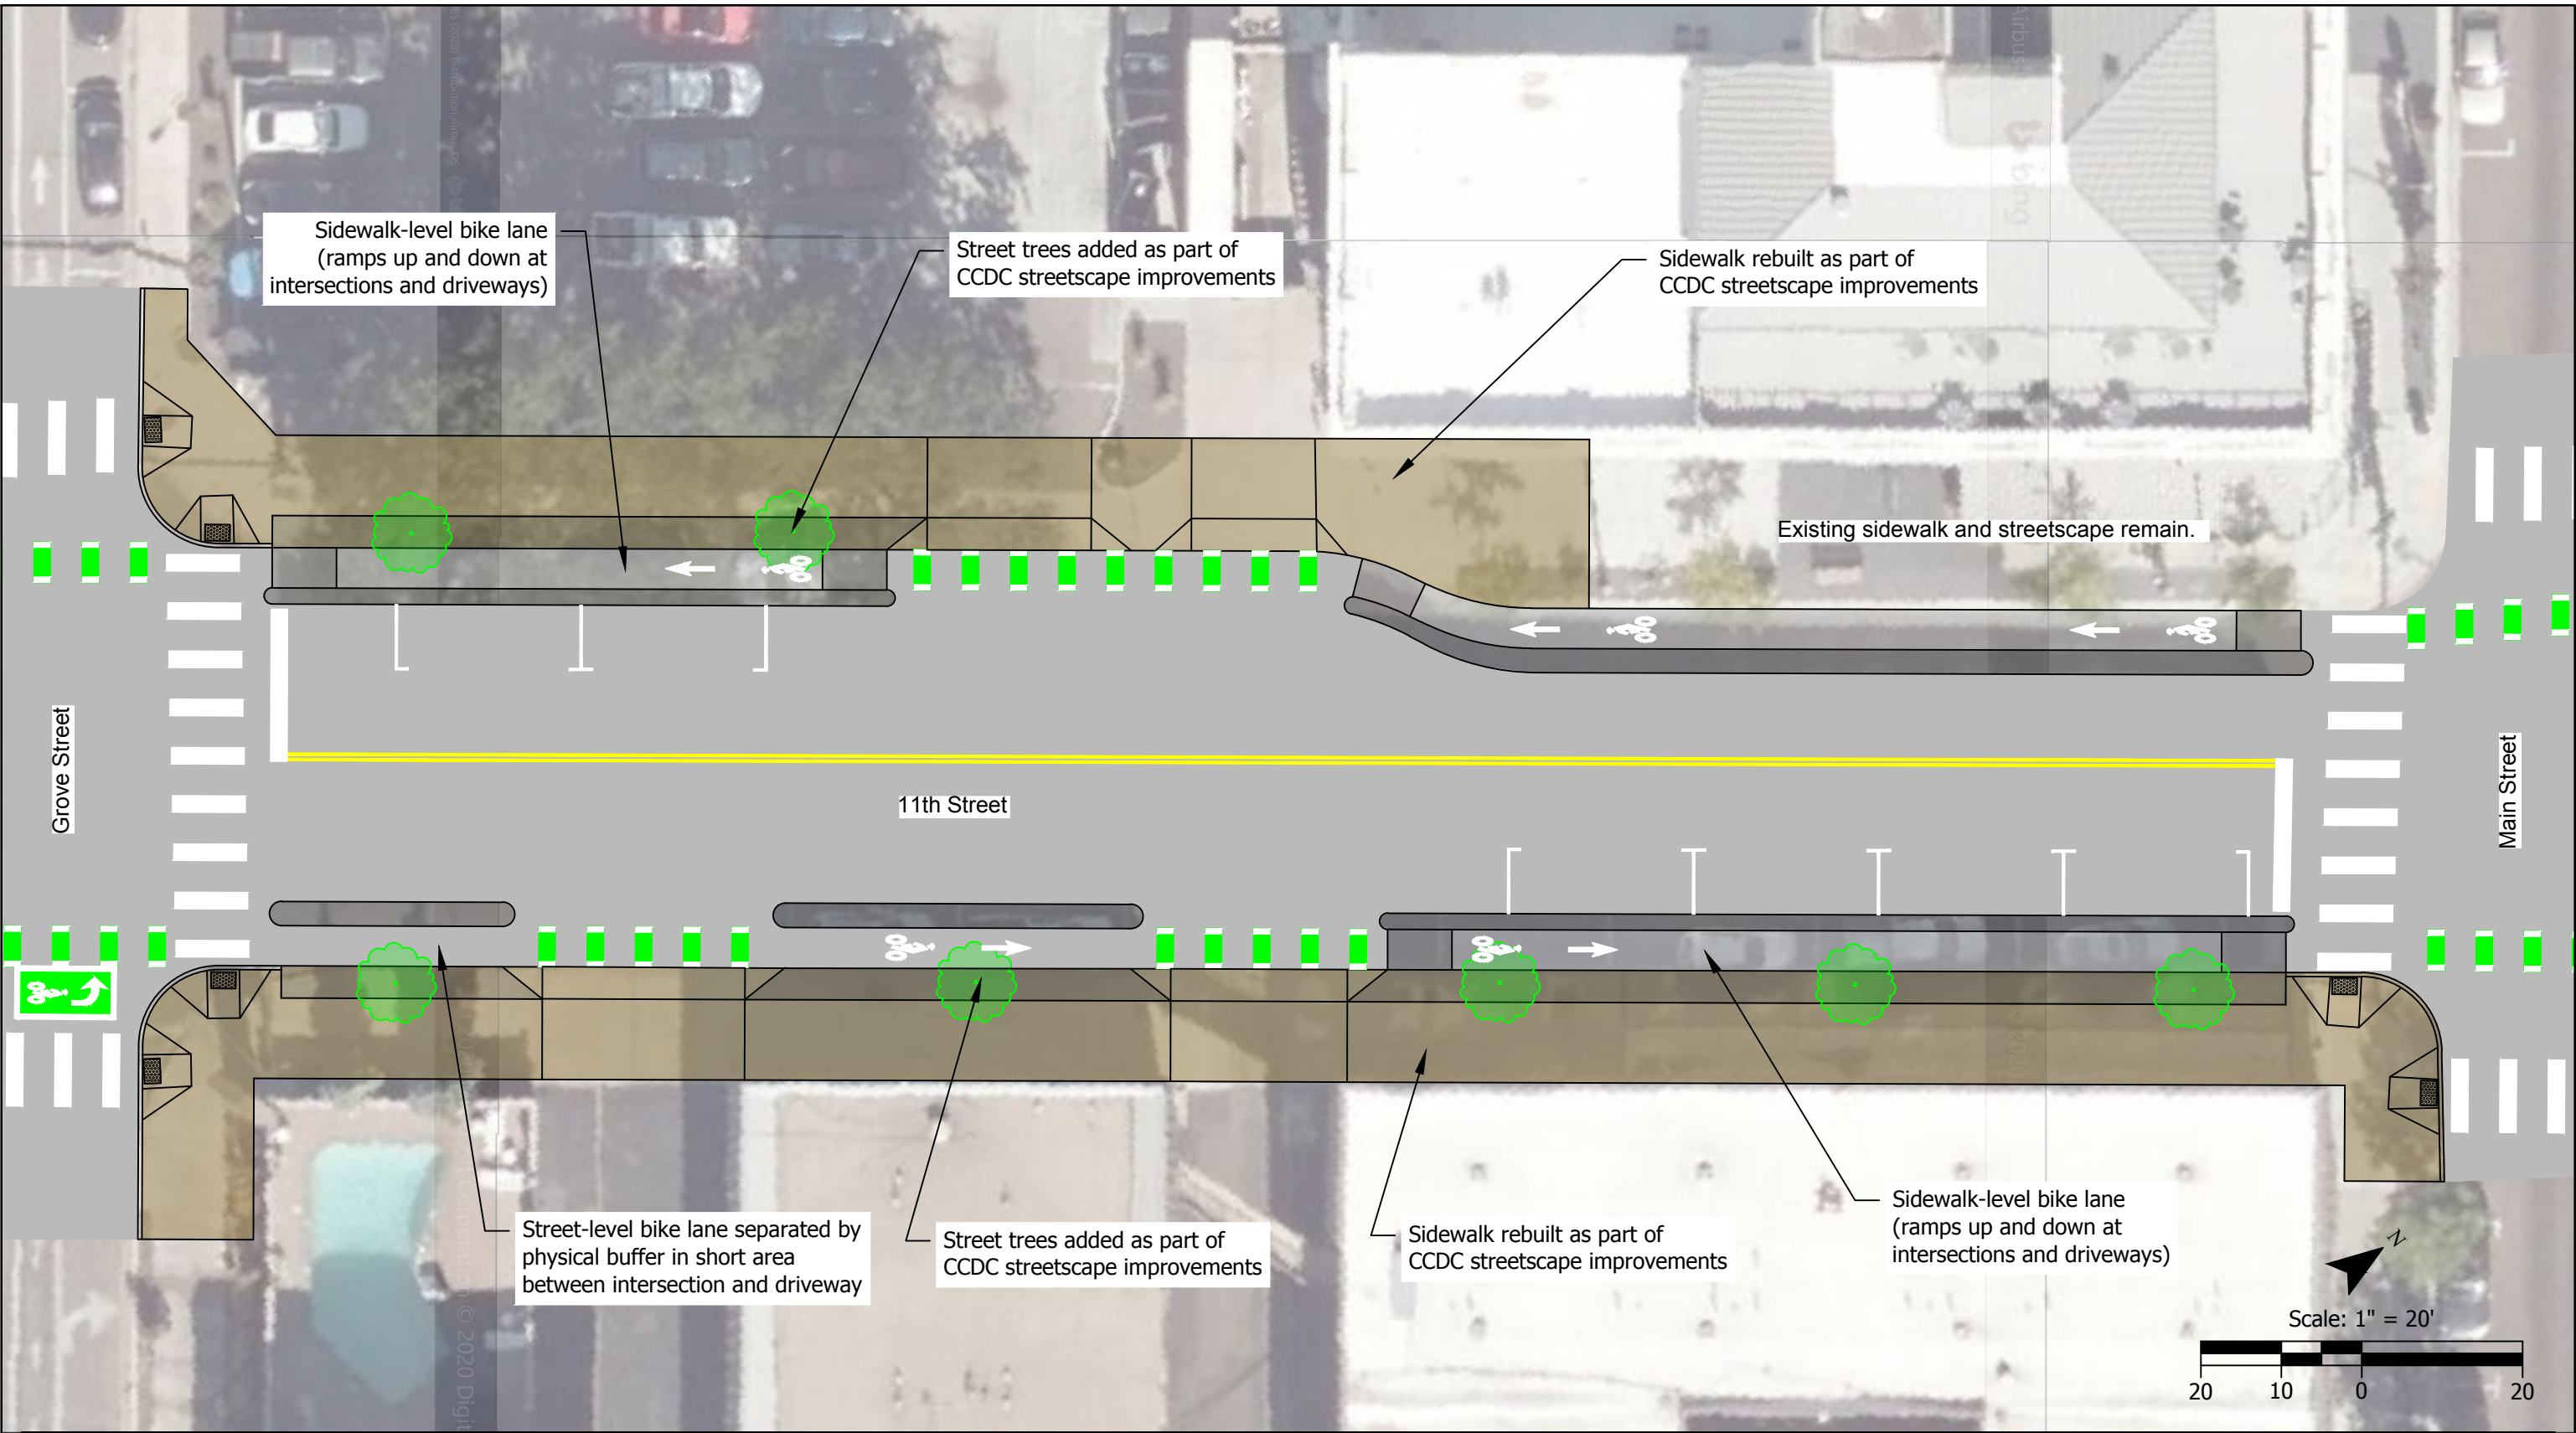 Sidewalk-level bike lane
(ramps up and down at
intersections and driveways)
Street trees added as part of
CCDC streetscape improvements
Sidewalk rebuilt as part of
CCDC streetscape improvements
Existing sidewalk and streetscape remain.
Grove Street
11th Street
Main Street
Street-level bike lane separated by
physical buffer in short area
between intersection and driveway
Street trees added as part of
CCDC streetscape improvements
Sidewalk rebuilt as part of
CCDC streetscape improvements
Sidewalk-level bike lane
(ramps up and down at
intersections and driveways)
N
Scale: 1" = 20'
20 10 0 20
© 2020 Digit
bing